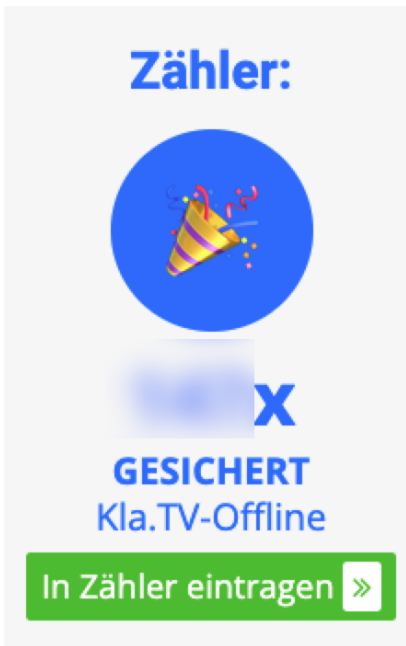 Zähler:
x
GESICHERT
Kla.TV-Offline
In Zähler eintragen »